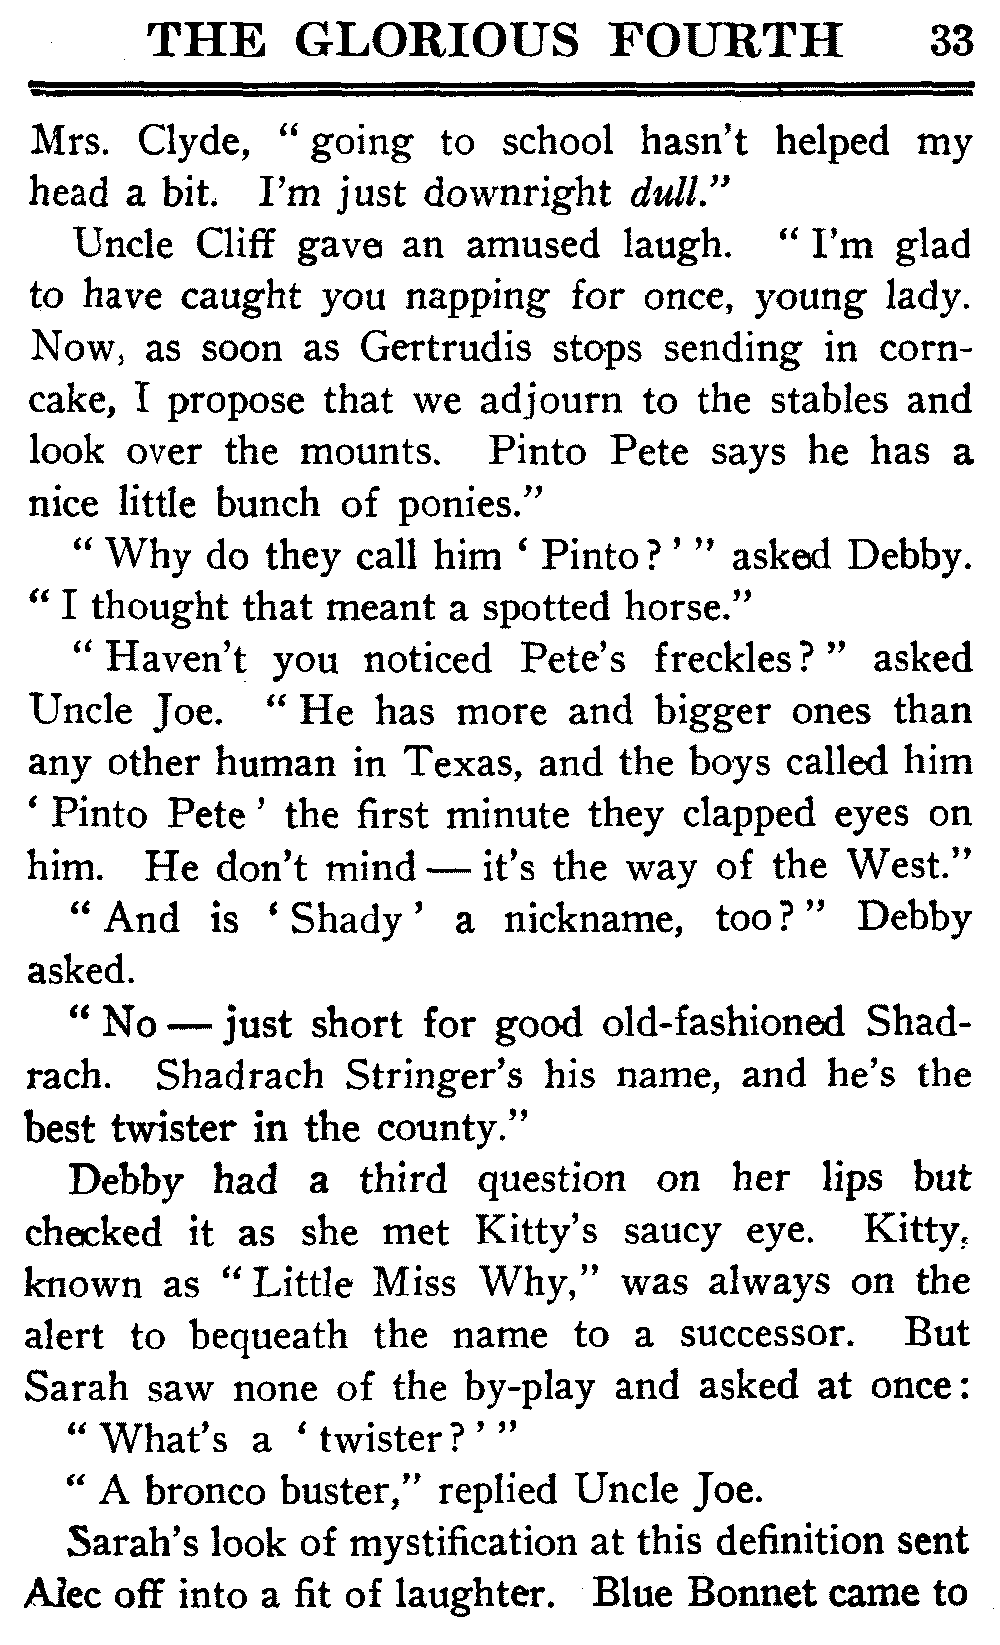 THE GLORIOUS FOURTH 33
Mrs. Clyde, “ going to school hasn’t helped my
head a bit. I’m just downright dull.”
Uncle Cliff gave an amused laugh. “ I’m glad
to have caught you napping for once, young lady.
Now, as soon as Gertrudis stops sending in corn-
cake, I propose that we adjourn to the stables and
look over the mounts. Pinto Pete says he has a
nice little bunch of ponies.”
“ Why do they call him ‘ Pinto? ’ ” asked Debby.
“ I thought that meant a spotted horse.”
“ Haven’t you noticed Pete’s freckles? ” asked
Uncle Joe. “ He has more and bigger ones than
any other human in Texas, and the boys called him
‘ Pinto Pete ’ the first minute they clapped eyes on
him. He don’t mind — it’s the way of the West.”
“ And is ‘ Shady ’ a nickname, too? ” Debby
asked.
“ No — just short for good old-fashioned Shad-
rach. Shadrach Stringer’s his name, and he’s the
best twister in the county.”
Debby had a third question on her lips but
checked it as she met Kitty’s saucy eye. Kitty,
known as “ Little Miss Why,” was always on the
alert to bequeath the name to a successor. But
Sarah saw none of the by-play and asked at once:
“ What’s a ‘ twister? ’ ”
“ A bronco buster,” replied Uncle Joe.
Sarah’s look of mystification at this definition sent
Alec off into a fit of laughter. Blue Bonnet came to